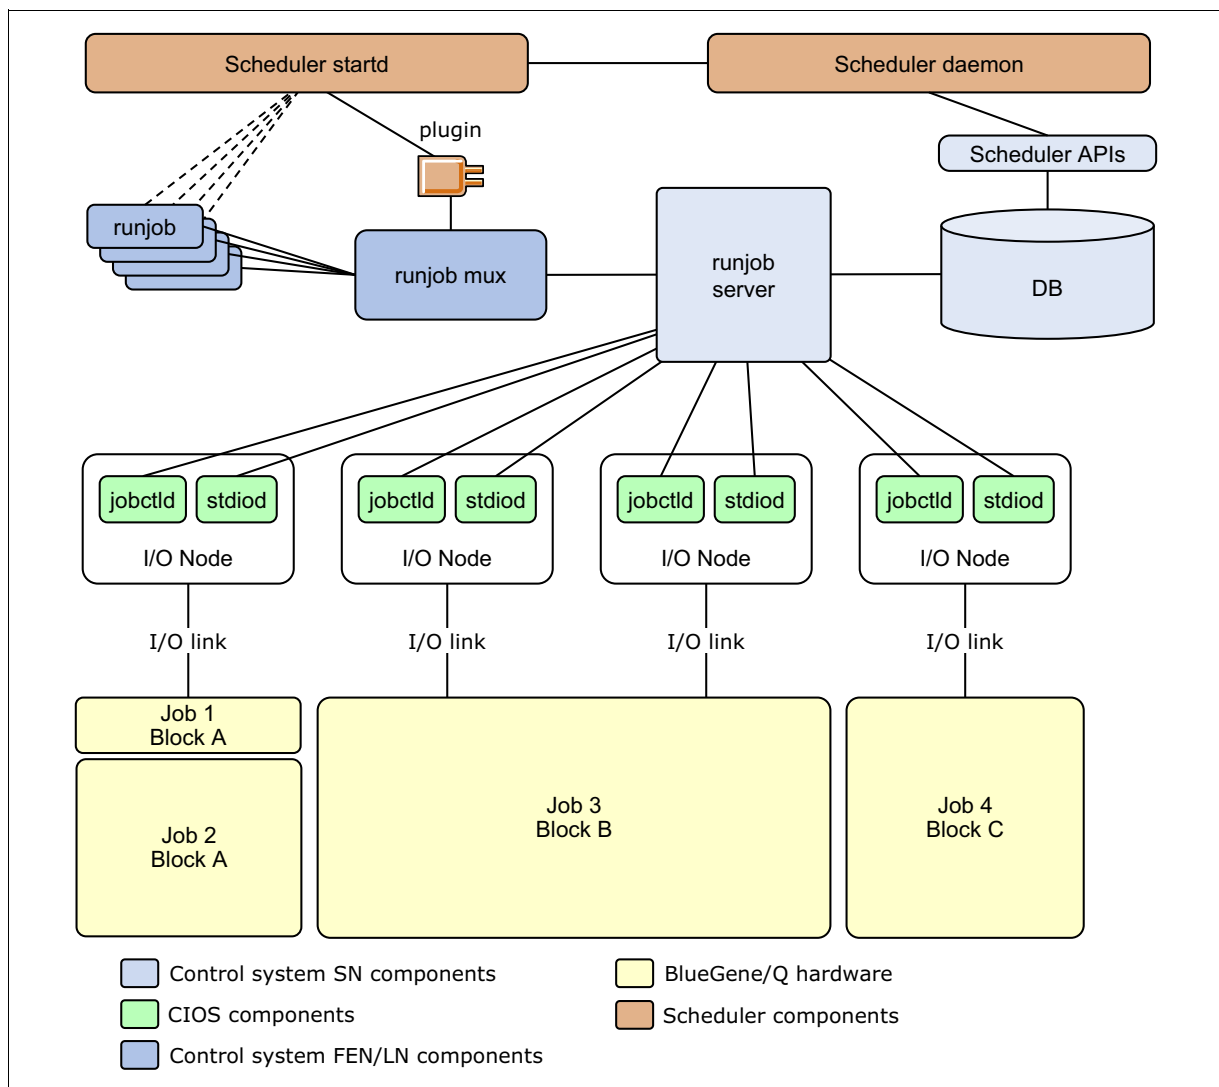 Scheduler startd
Scheduler daemon
plugin
Scheduler APIs
runjob
runjob mux
runjob
server
DB
jobctld
stdiod
I/O Node
jobctld
stdiod
I/O Node
jobctld
stdiod
I/O Node
jobctld
stdiod
I/O Node
I/O link
I/O link
I/O link
I/O link
Job 1
Block A
Job 2
Block A
Job 3
Block B
Job 4
Block C
Control system SN components
CIOS components
Control system FEN/LN components
BlueGene/Q hardware
Scheduler components